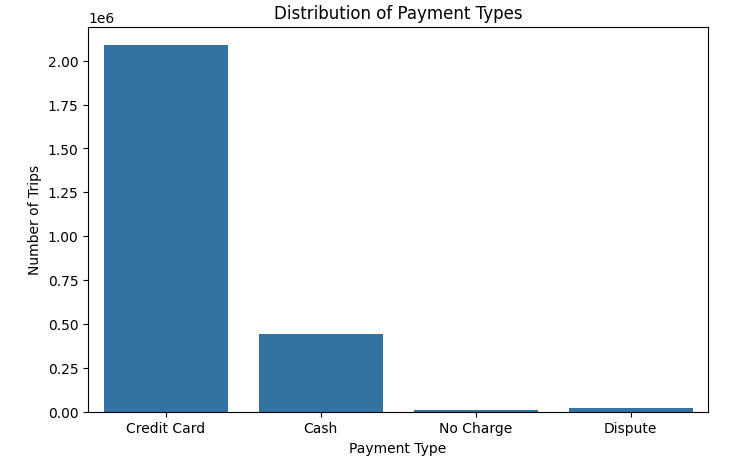 Distribution of Payment Types
1e6
2.00
1.75
1.50
1.25
1.00
0.75
0.50
0.25
0.00
Number of Trips
Credit Card Cash No Charge Dispute
Payment Type